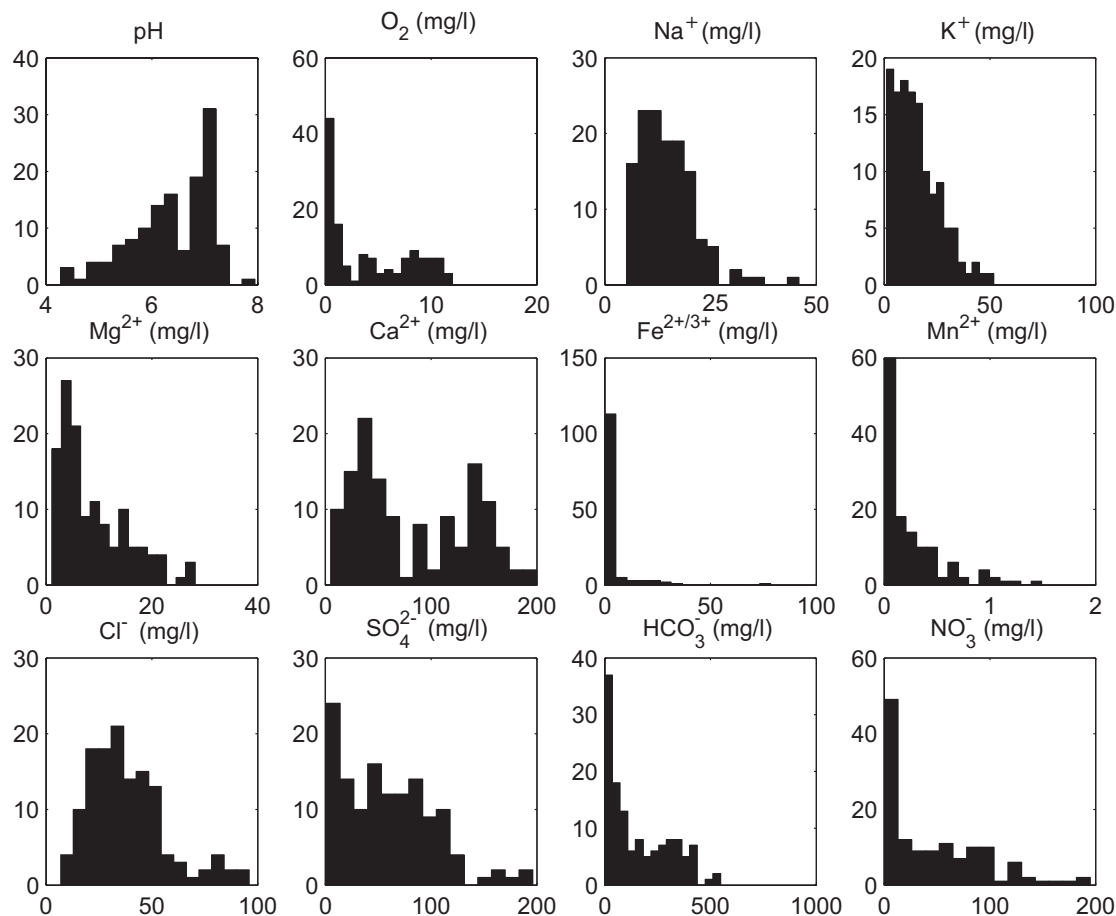 pH O₂ (mg/l) Na⁺ (mg/l) K⁺ (mg/l)
40 60 30 20
30 15
40 20
20 10
20 10
10 5
0 0 0 0
4 6 8 0 10 20 0 25 50 0 50 100
Mg²⁺ (mg/l) Ca²⁺ (mg/l) Fe²⁺/³⁺ (mg/l) Mn²⁺ (mg/l)
30 30 150 60
20 20 100 40
10 10 50 20
0 0 0 0
0 20 40 0 100 200 0 50 100 0 1 2
Cl⁻ (mg/l) SO₄²⁻ (mg/l) HCO₃⁻ (mg/l) NO₃⁻ (mg/l)
30 30 40 60
30
20 20 40
20
10 10 20
10
0 0 0 0
0 50 100 0 100 200 0 500 1000 0 100 200